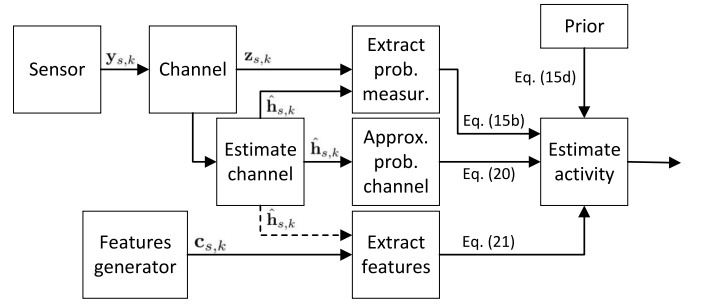 Prior
Sensor
y_{s,k}
Channel
z_{s,k}
Extract
prob.
measur.
Eq. (15d)
ĥ_{s,k}
Eq. (15b)
Estimate
channel
ĥ_{s,k}
Approx.
prob.
channel
Eq. (20)
Estimate
activity
ĥ_{s,k}
Features
generator
c_{s,k}
Extract
features
Eq. (21)